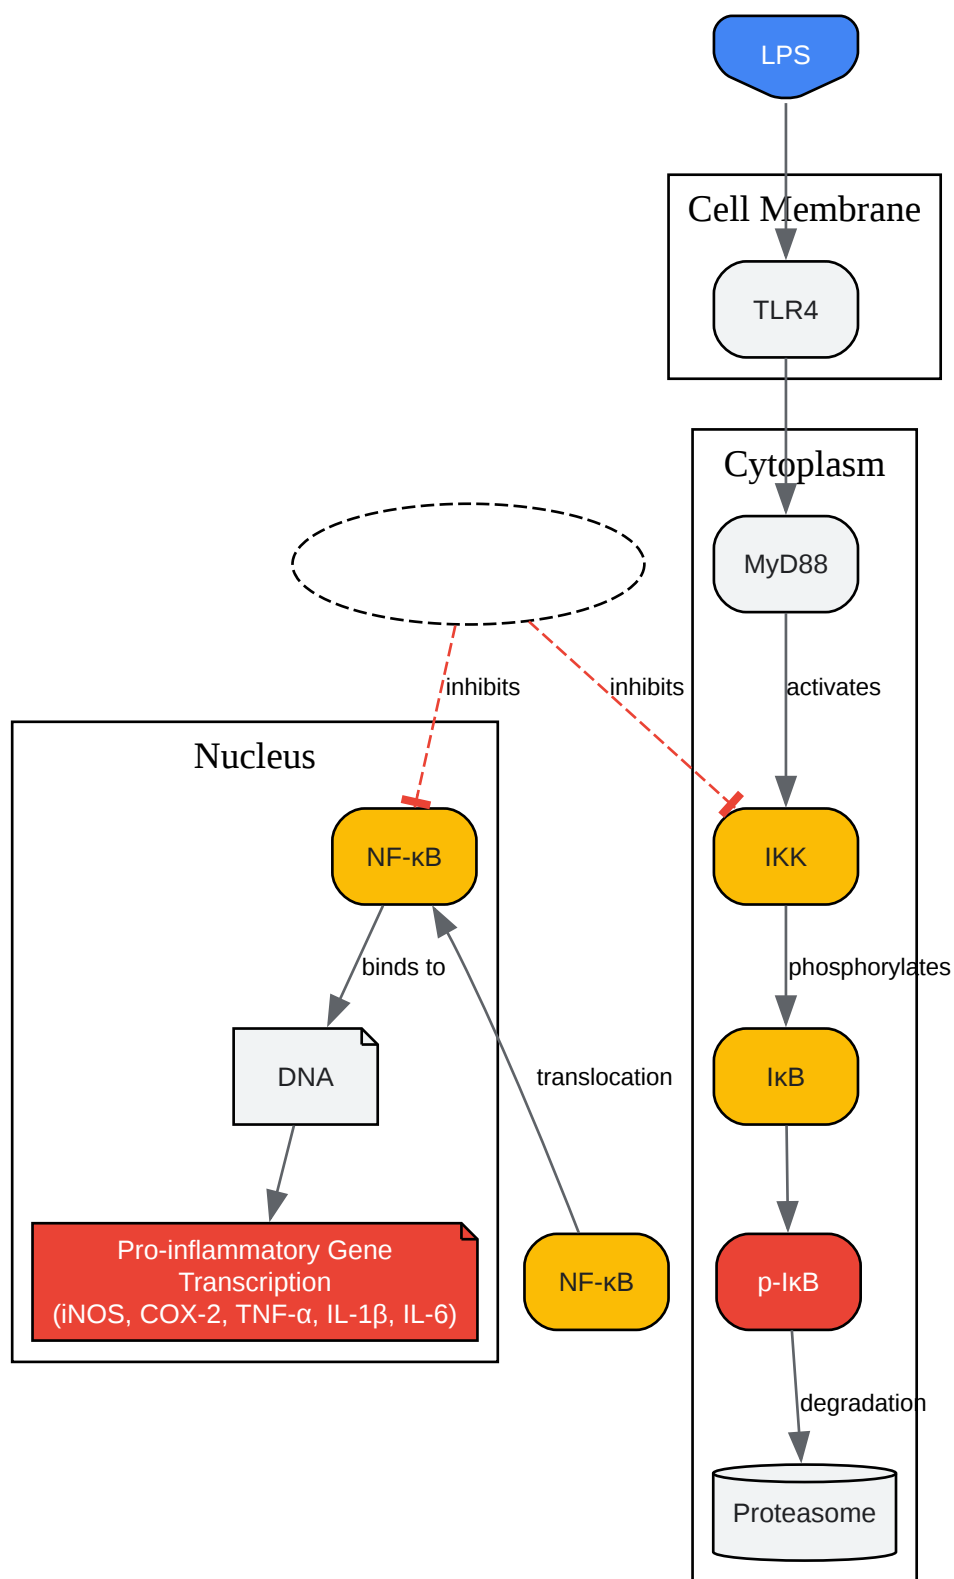 LPS
Cell Membrane
TLR4
Cytoplasm
MyD88
inhibits
inhibits
activates
Nucleus
NF-κB
IKK
binds to
phosphorylates
DNA
translocation
IκB
Pro-inflammatory Gene
Transcription
(iNOS, COX-2, TNF-α, IL-1β, IL-6)
NF-κB
p-IκB
degradation
Proteasome